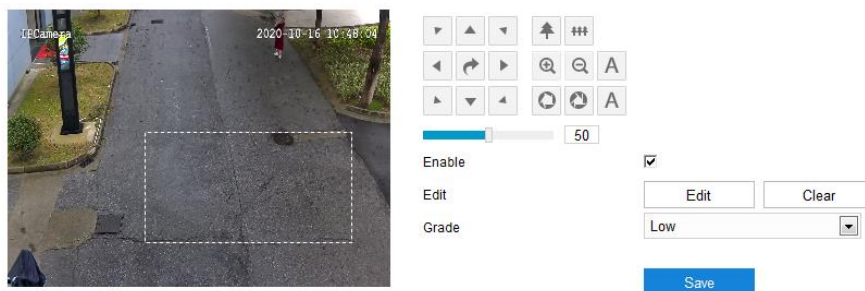 IPCamera 2020-10-16 10:48:04
A
A
50
Enable
Edit Edit Clear
Grade Low
Save